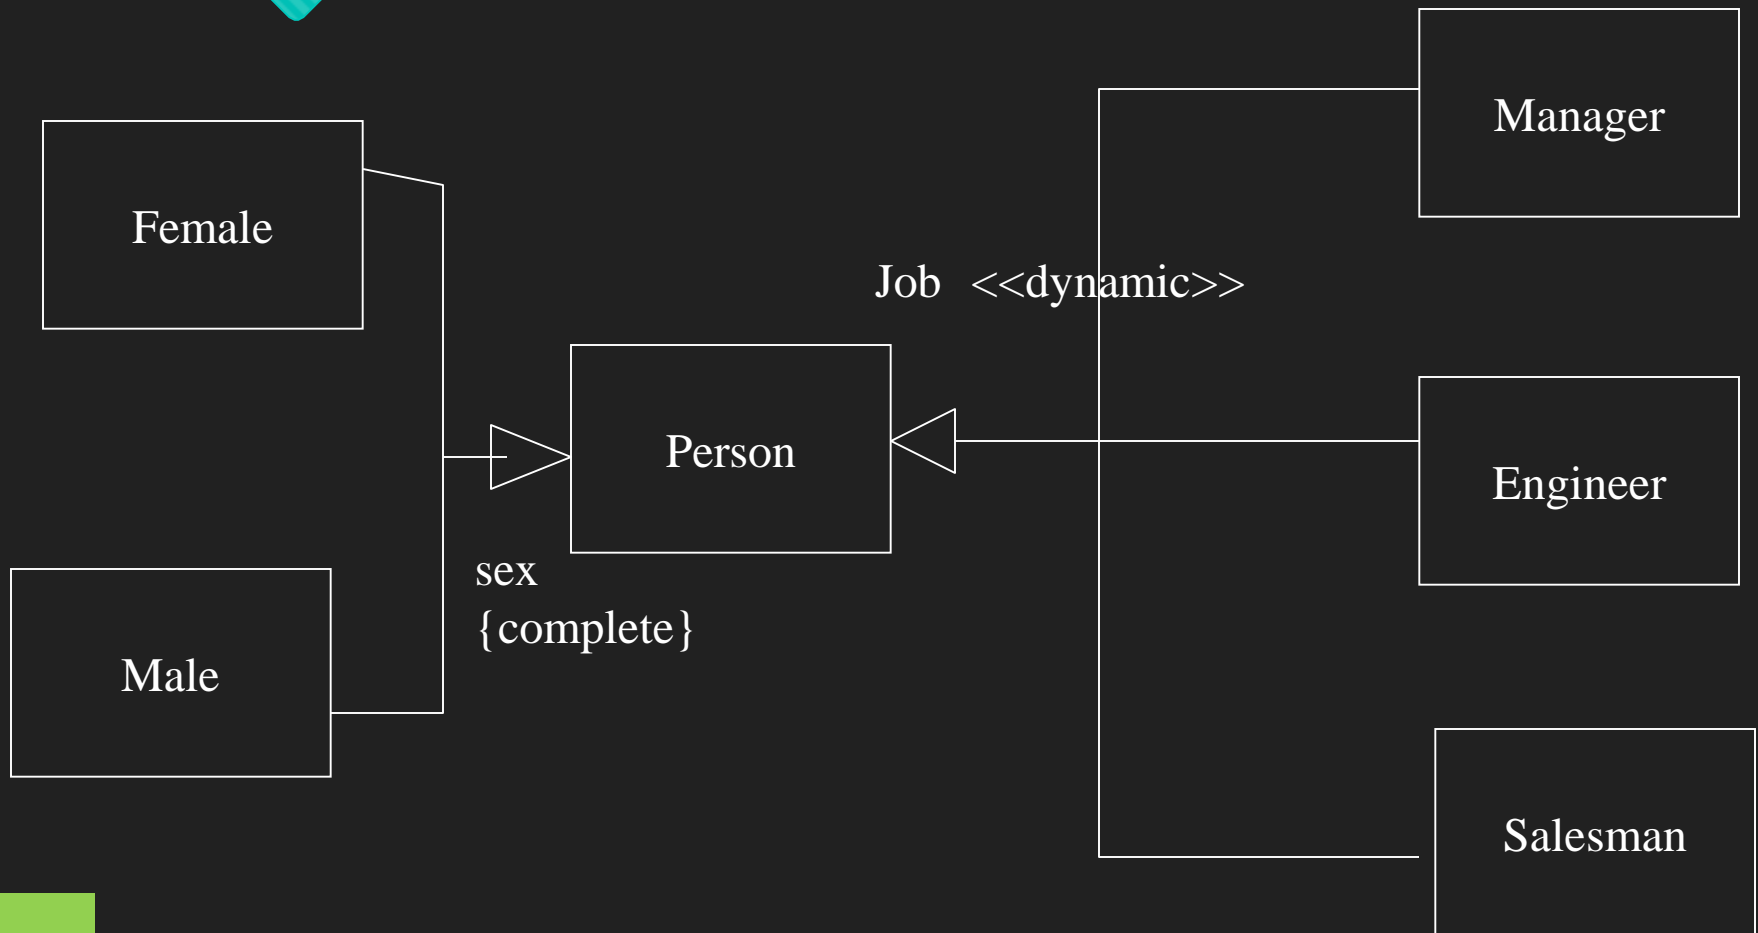 Manager
Female
Job <<dynamic>>
Person
Engineer
sex
{complete}
Male
Salesman